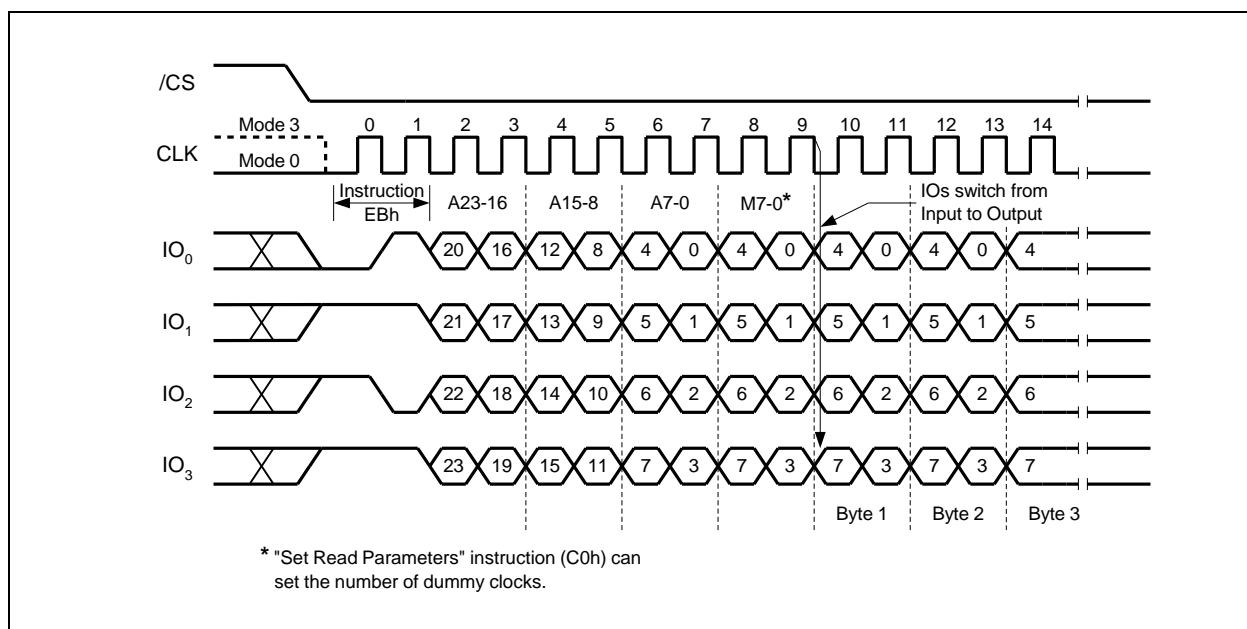 /CS
Mode 3
0 1 2 3 4 5 6 7 8 9 10 11 12 13 14
CLK
Mode 0
Instruction
EBh
A23-16 A15-8 A7-0 M7-0*
IOs switch from
Input to Output
IO0
20 16 12 8 4 0 4 0 4 0 4 0 4
IO1
21 17 13 9 5 1 5 1 5 1 5 1 5
IO2
22 18 14 10 6 2 6 2 6 2 6 2 6
IO3
23 19 15 11 7 3 7 3 7 3 7 3 7
Byte 1 Byte 2 Byte 3
* "Set Read Parameters" instruction (C0h) can
set the number of dummy clocks.